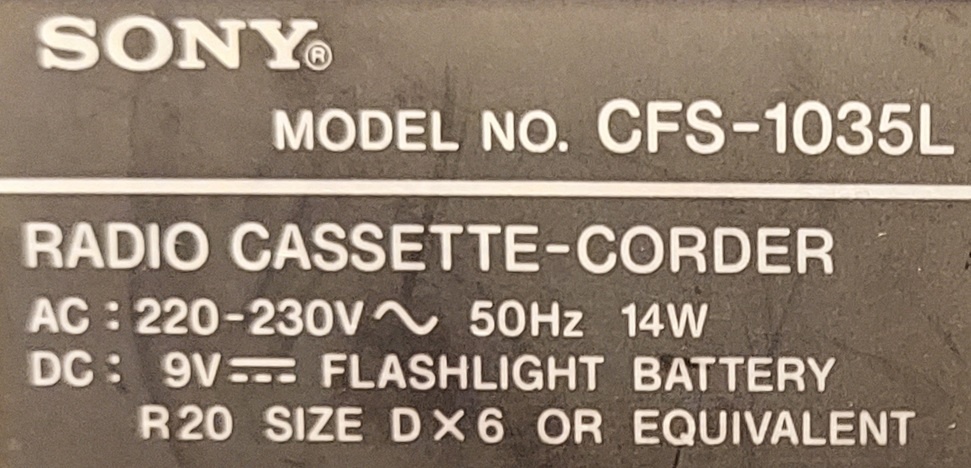 SONY®
MODEL NO. CFS-1035L
RADIO CASSETTE-CORDER
AC : 220-230V∿ 50Hz 14W
DC : 9V⎓ FLASHLIGHT BATTERY
R20 SIZE D×6 OR EQUIVALENT